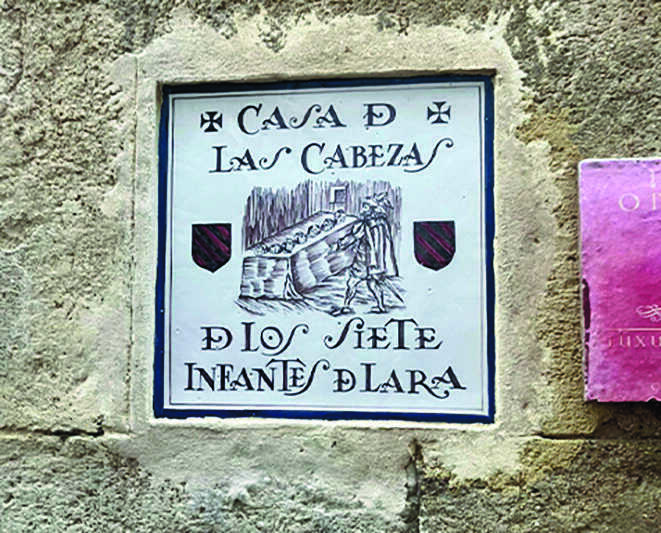 CASA D
LAS CABEZAS
D LOS SIETE
INFANTES D LARA